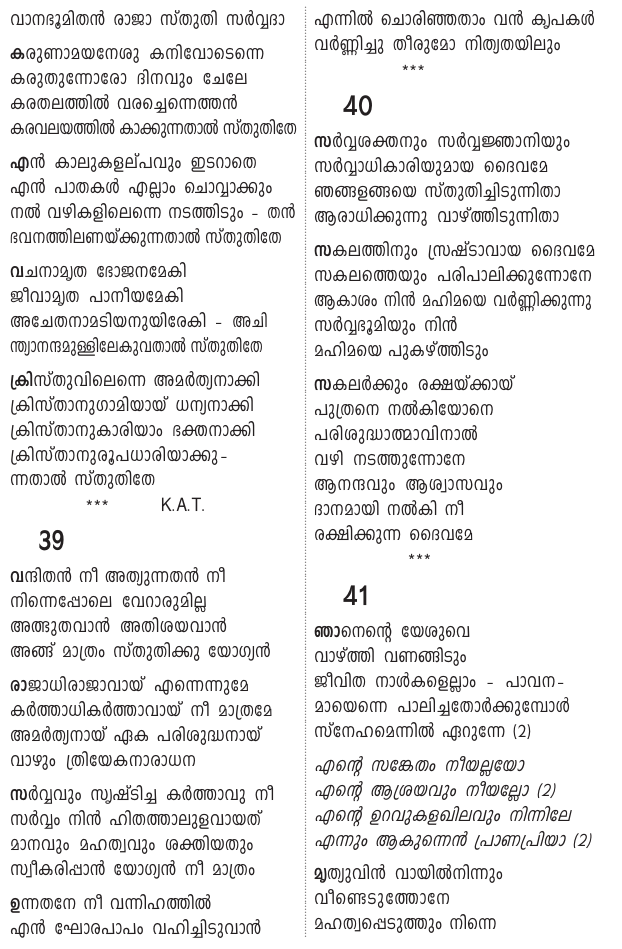 വാനഭൂമിതൻ രാജാ സ്തുതി സർവ്വദാ
കരുണാമയനേശു കനിവോടെന്നെ
കരുതുന്നോരോ ദിനവും ചേലേ
കരതലത്തിൽ വരച്ചെന്നെത്തൻ
കരവലയത്തിൽ കാക്കുന്നതാൽ സ്തുതിതേ
എൻ കാലുകളല്പവും ഇടറാതെ
എൻ പാതകൾ എല്ലാം ചൊവ്വാക്കും
നൽ വഴികളിലെന്നെ നടത്തിടും - തൻ
ഭവനത്തിലണയ്ക്കുന്നതാൽ സ്തുതിതേ
വചനാമൃത ഭോജനമേകി
ജീവാമൃത പാനീയമേകി
അചേതനാമടിയനുയിരേകി - അചി
ന്ത്യാനന്ദമുള്ളിലേകുവതാൽ സ്തുതിതേ
ക്രിസ്തുവിലെന്നെ അമർത്യനാക്കി
ക്രിസ്താനുഗാമിയായ് ധന്യനാക്കി
ക്രിസ്താനുകാരിയാം ഭക്തനാക്കി
ക്രിസ്താനുരൂപധാരിയാക്കു-
ന്നതാൽ സ്തുതിതേ
*** K.A.T.
39
വന്ദിതൻ നീ അത്യുന്നതൻ നീ
നിന്നെപ്പോലെ വേറാരുമില്ല
അത്ഭുതവാൻ അതിശയവാൻ
അങ്ങ് മാത്രം സ്തുതിക്കു യോഗ്യൻ
രാജാധിരാജാവായ് എന്നെന്നുമേ
കർത്താധികർത്താവായ് നീ മാത്രമേ
അമർത്യനായ് ഏക പരിശുദ്ധനായ്
വാഴും ത്രിയേകനാരാധന
സർവ്വവും സൃഷ്ടിച്ച കർത്താവു നീ
സർവ്വം നിൻ ഹിതത്താലുളവായത്
മാനവും മഹത്വവും ശക്തിയതും
സ്വീകരിപ്പാൻ യോഗ്യൻ നീ മാത്രം
ഉന്നതനേ നീ വന്നിഹത്തിൽ
എൻ ഘോരപാപം വഹിച്ചിടുവാൻ
എന്നിൽ ചൊരിഞ്ഞതാം വൻ കൃപകൾ
വർണ്ണിച്ചു തീരുമോ നിത്യതയിലും
***
40
സർവ്വശക്തനും സർവ്വജ്ഞാനിയും
സർവ്വാധികാരിയുമായ ദൈവമേ
ഞങ്ങളങ്ങയെ സ്തുതിച്ചിടുന്നിതാ
ആരാധിക്കുന്നു വാഴ്ത്തിടുന്നിതാ
സകലത്തിനും സ്രഷ്ടാവായ ദൈവമേ
സകലത്തെയും പരിപാലിക്കുന്നോനേ
ആകാശം നിൻ മഹിമയെ വർണ്ണിക്കുന്നു
സർവ്വഭൂമിയും നിൻ
മഹിമയെ പുകഴ്ത്തിടും
സകലർക്കും രക്ഷയ്ക്കായ്
പുത്രനെ നൽകിയോനെ
പരിശുദ്ധാത്മാവിനാൽ
വഴി നടത്തുന്നോനേ
ആനന്ദവും ആശ്വാസവും
ദാനമായി നൽകി നീ
രക്ഷിക്കുന്ന ദൈവമേ
***
41
ഞാനെന്റെ യേശുവെ
വാഴ്ത്തി വണങ്ങിടും
ജീവിത നാൾകളെല്ലാം - പാവന-
മായെന്നെ പാലിച്ചതോർക്കുമ്പോൾ
സ്നേഹമെന്നിൽ ഏറുന്നേ (2)
എന്റെ സങ്കേതം നീയല്ലയോ
എന്റെ ആശ്രയവും നീയല്ലോ (2)
എന്റെ ഉറവുകളഖിലവും നിന്നിലേ
എന്നും ആകുന്നെൻ പ്രാണപ്രിയാ (2)
മൃത്യുവിൻ വായിൽനിന്നും
വീണ്ടെടുത്തോനേ
മഹത്വപ്പെടുത്തും നിന്നെ